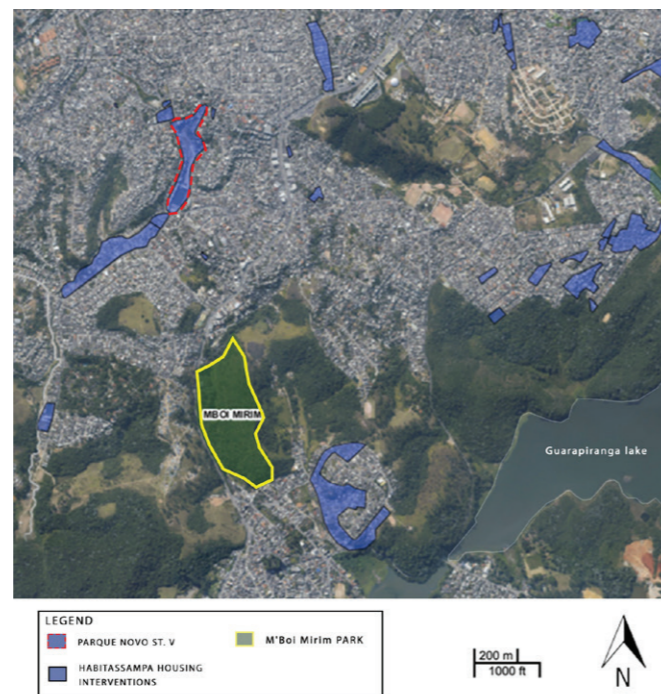 MBOI MIRIM
Guarapiranga lake
LEGEND
PARQUE NOVO ST. V
M'Boi Mirim PARK
HABITASSAMPA HOUSING
INTERVENTIONS
200 m
1000 ft
N